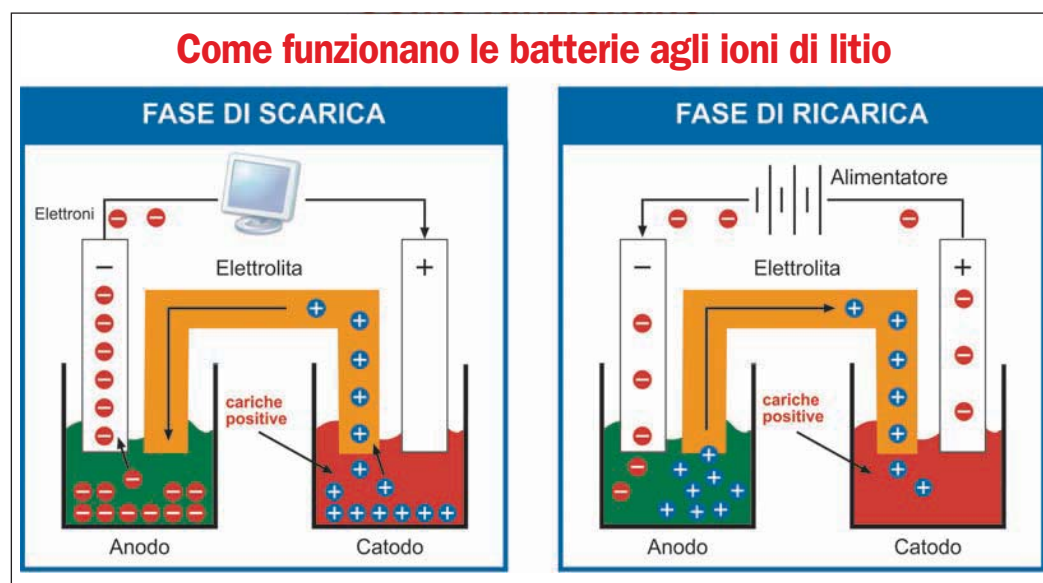 Come funzionano le batterie agli ioni di litio
FASE DI SCARICA
Elettroni
−
+
Elettrolita
cariche
positive
Anodo
Catodo
FASE DI RICARICA
Alimentatore
−
+
Elettrolita
cariche
positive
Anodo
Catodo